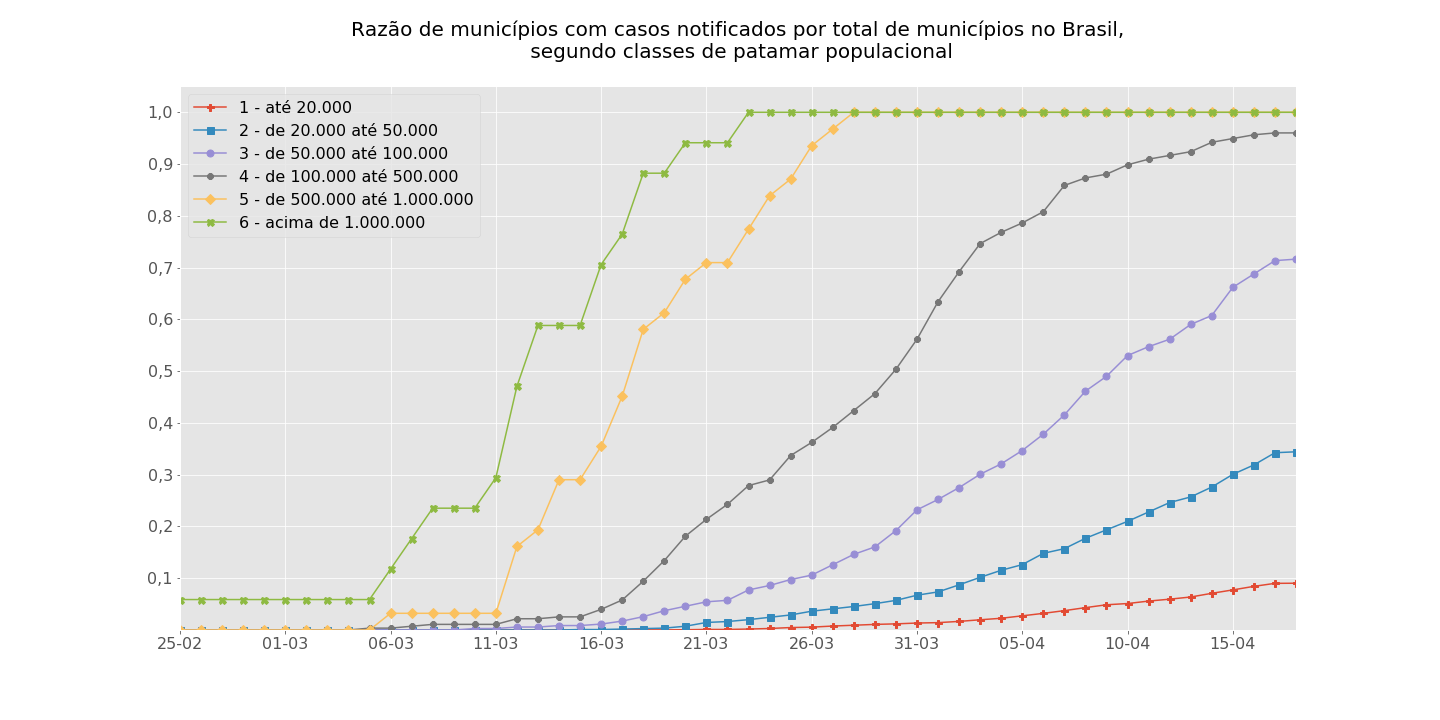 Razão de municípios com casos notificados por total de municípios no Brasil,
segundo classes de patamar populacional
1,0
0,9
0,8
0,7
0,6
0,5
0,4
0,3
0,2
0,1
1 - até 20.000
2 - de 20.000 até 50.000
3 - de 50.000 até 100.000
4 - de 100.000 até 500.000
5 - de 500.000 até 1.000.000
6 - acima de 1.000.000
25-02 01-03 06-03 11-03 16-03 21-03 26-03 31-03 05-04 10-04 15-04